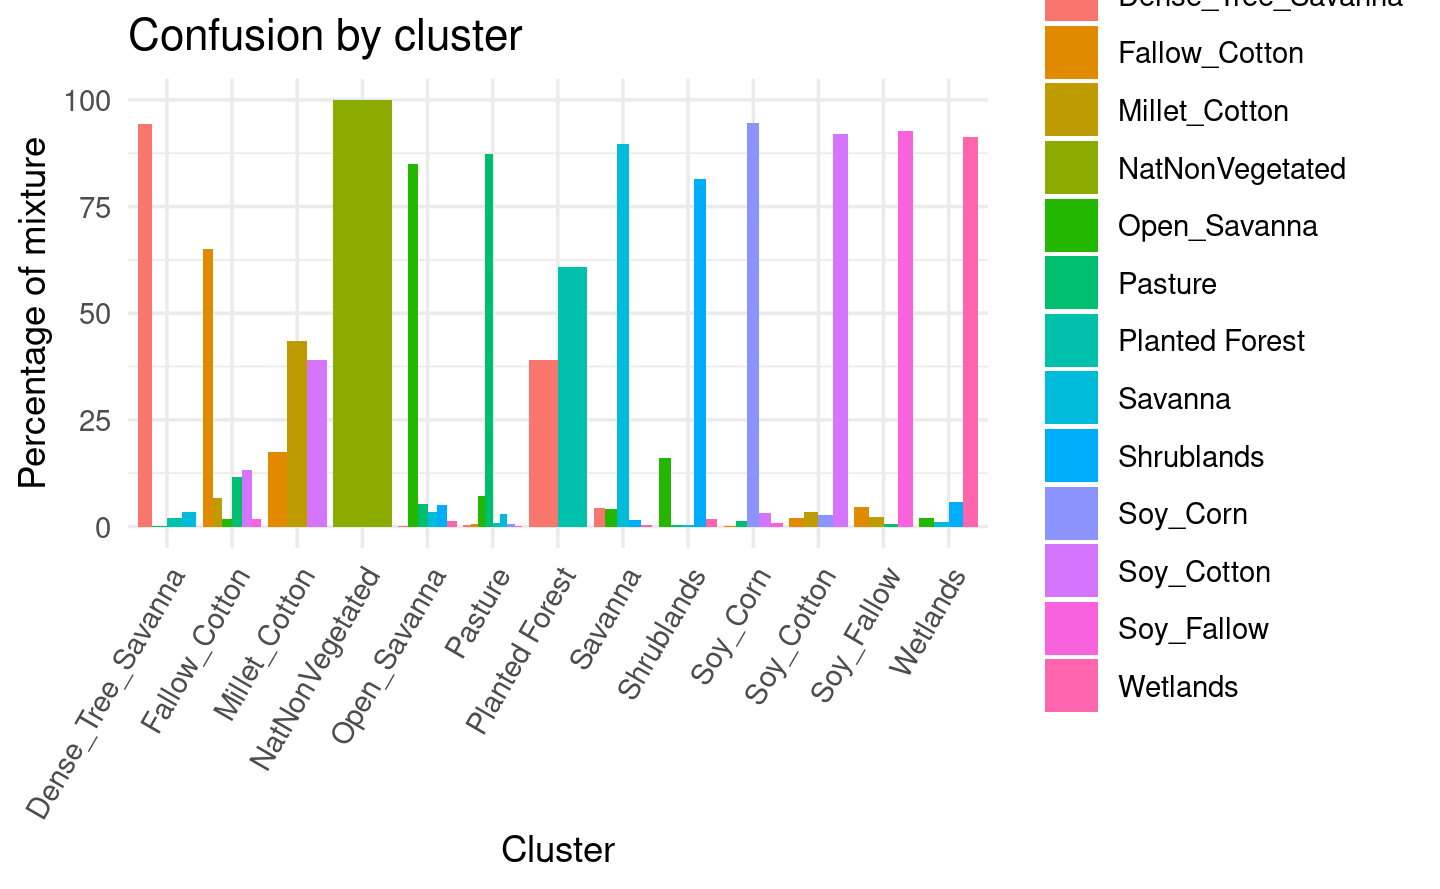 Confusion by cluster
Percentage of mixture
100
75
50
25
0
Dense_Tree_Savanna
Fallow_Cotton
Millet_Cotton
NatNonVegetated
Open_Savanna
Pasture
Planted Forest
Savanna
Shrublands
Soy_Corn
Soy_Cotton
Soy_Fallow
Wetlands
Cluster
Dense_Tree_Savanna
Fallow_Cotton
Millet_Cotton
NatNonVegetated
Open_Savanna
Pasture
Planted Forest
Savanna
Shrublands
Soy_Corn
Soy_Cotton
Soy_Fallow
Wetlands